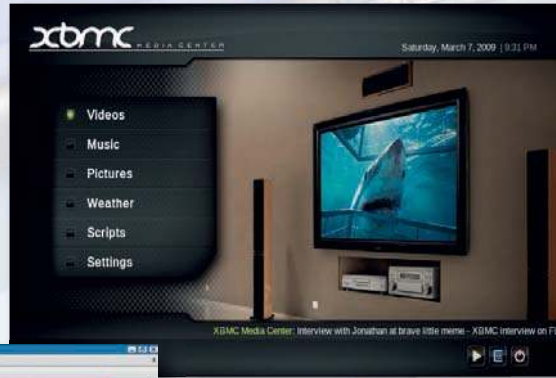 xbmc MEDIA CENTER
Saturday, March 7, 2009 | 9:31 PM
Videos
Music
Pictures
Weather
Scripts
Settings
XBMC Media Center: Interview with Jonathan at brave little meme - XBMC Interview on